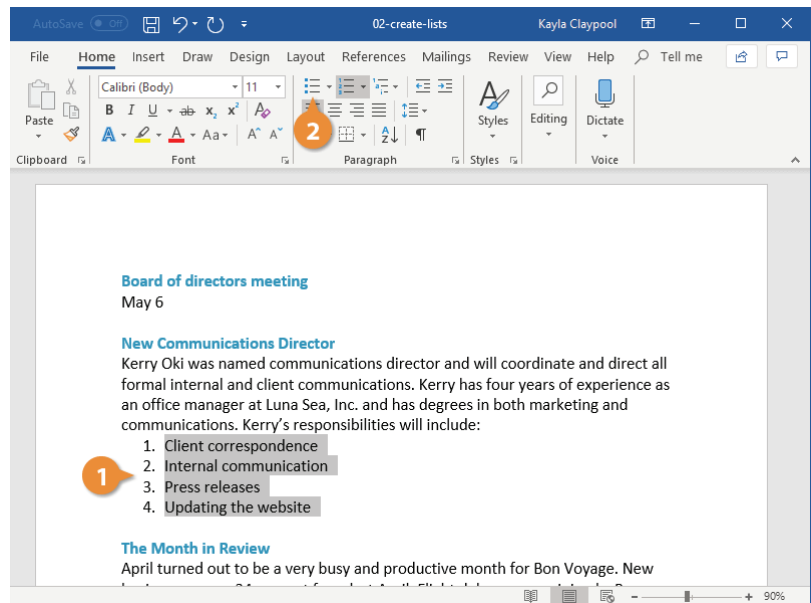 AutoSave Off 02-create-lists Kayla Claypool
File Home Insert Draw Design Layout References Mailings Review View Help Tell me
Calibri (Body) 11
Paste
B I U ab x2 x2 A
A A Aa A A
2
A
Z
Styles
Editing
Dictate
Clipboard Font Paragraph Styles Voice
Board of directors meeting
May 6
New Communications Director
Kerry Oki was named communications director and will coordinate and direct all
formal internal and client communications. Kerry has four years of experience as
an office manager at Luna Sea, Inc. and has degrees in both marketing and
communications. Kerry's responsibilities will include:
1. Client correspondence
2. Internal communication
1
3. Press releases
4. Updating the website
The Month in Review
April turned out to be a very busy and productive month for Bon Voyage. New
90%